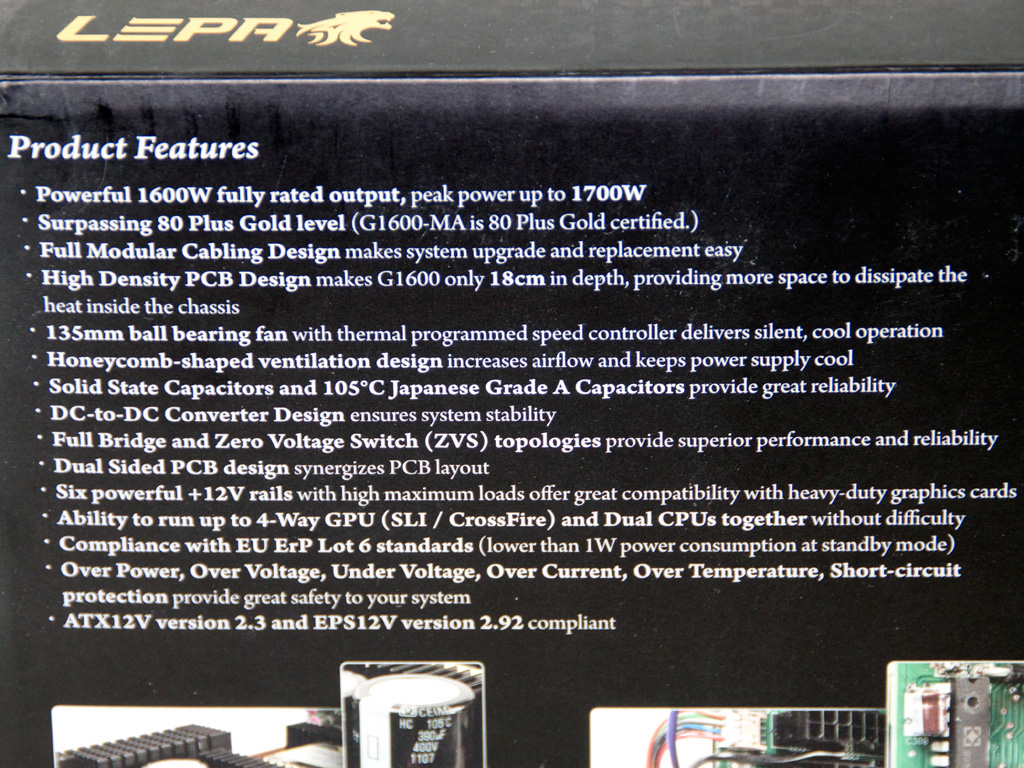 LEPA
Product Features
• Powerful 1600W fully rated output, peak power up to 1700W
• Surpassing 80 Plus Gold level (G1600-MA is 80 Plus Gold certified.)
• Full Modular Cabling Design makes system upgrade and replacement easy
• High Density PCB Design makes G1600 only 18cm in depth, providing more space to dissipate the
heat inside the chassis
• 135mm ball bearing fan with thermal programmed speed controller delivers silent, cool operation
• Honeycomb-shaped ventilation design increases airflow and keeps power supply cool
• Solid State Capacitors and 105°C Japanese Grade A Capacitors provide great reliability
• DC-to-DC Converter Design ensures system stability
• Full Bridge and Zero Voltage Switch (ZVS) topologies provide superior performance and reliability
• Dual Sided PCB design synergizes PCB layout
• Six powerful +12V rails with high maximum loads offer great compatibility with heavy-duty graphics cards
• Ability to run up to 4-Way GPU (SLI / CrossFire) and Dual CPUs together without difficulty
• Compliance with EU ErP Lot 6 standards (lower than 1W power consumption at standby mode)
• Over Power, Over Voltage, Under Voltage, Over Current, Over Temperature, Short-circuit
protection provide great safety to your system
• ATX12V version 2.3 and EPS12V version 2.92 compliant
HC 105°C
390µF
400V
1107